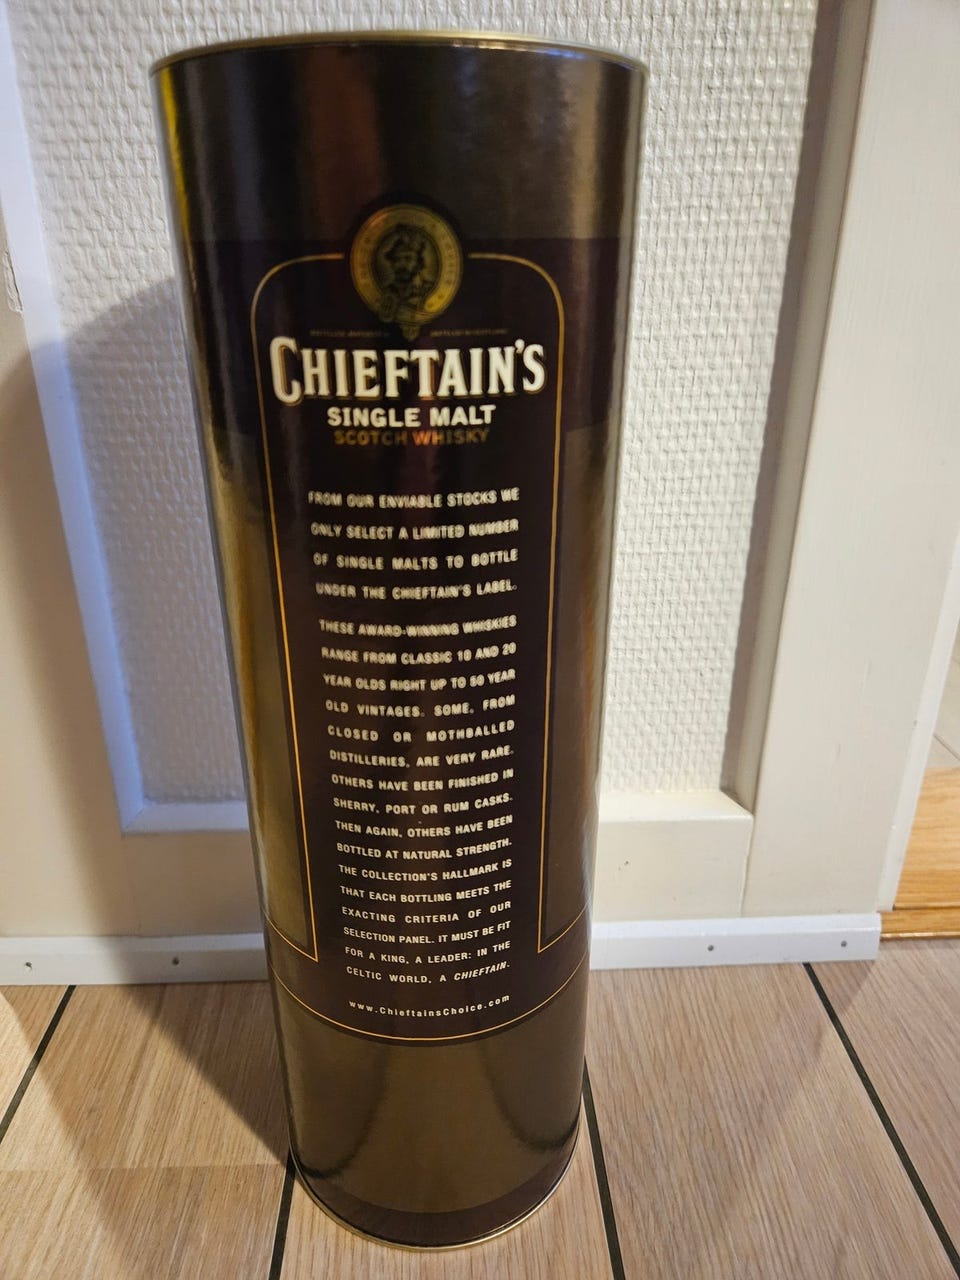 CHIEFTAIN'S
SINGLE MALT
SCOTCH WHISKY
FROM OUR ENVIABLE STOCKS WE
ONLY SELECT A LIMITED NUMBER
OF SINGLE MALTS TO BOTTLE
UNDER THE CHIEFTAIN'S LABEL.
THESE AWARD-WINNING WHISKIES
RANGE FROM CLASSIC 10 AND 20
YEAR OLDS RIGHT UP TO 50 YEAR
OLD VINTAGES. SOME, FROM
CLOSED OR MOTHBALLED
DISTILLERIES, ARE VERY RARE.
OTHERS HAVE BEEN FINISHED IN
SHERRY, PORT OR RUM CASKS.
THEN AGAIN, OTHERS HAVE BEEN
BOTTLED AT NATURAL STRENGTH.
THE COLLECTION'S HALLMARK IS
THAT EACH BOTTLING MEETS THE
EXACTING CRITERIA OF OUR
SELECTION PANEL. IT MUST BE FIT
FOR A KING, A LEADER: IN THE
CELTIC WORLD, A CHIEFTAIN.
www.ChieftainsChoice.com